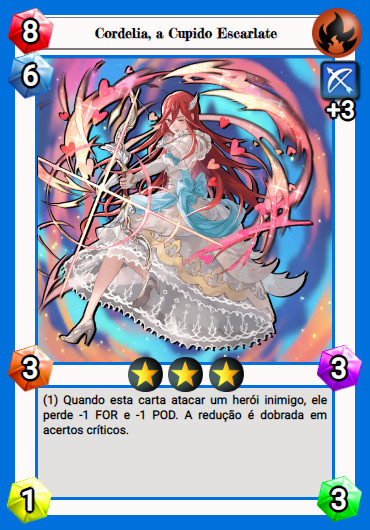 8
Cordelia, a Cupido Escarlate
6
+3
3
3
(1) Quando esta carta atacar um herói inimigo, ele
perde -1 FOR e -1 POD. A redução é dobrada em
acertos críticos.
1
3